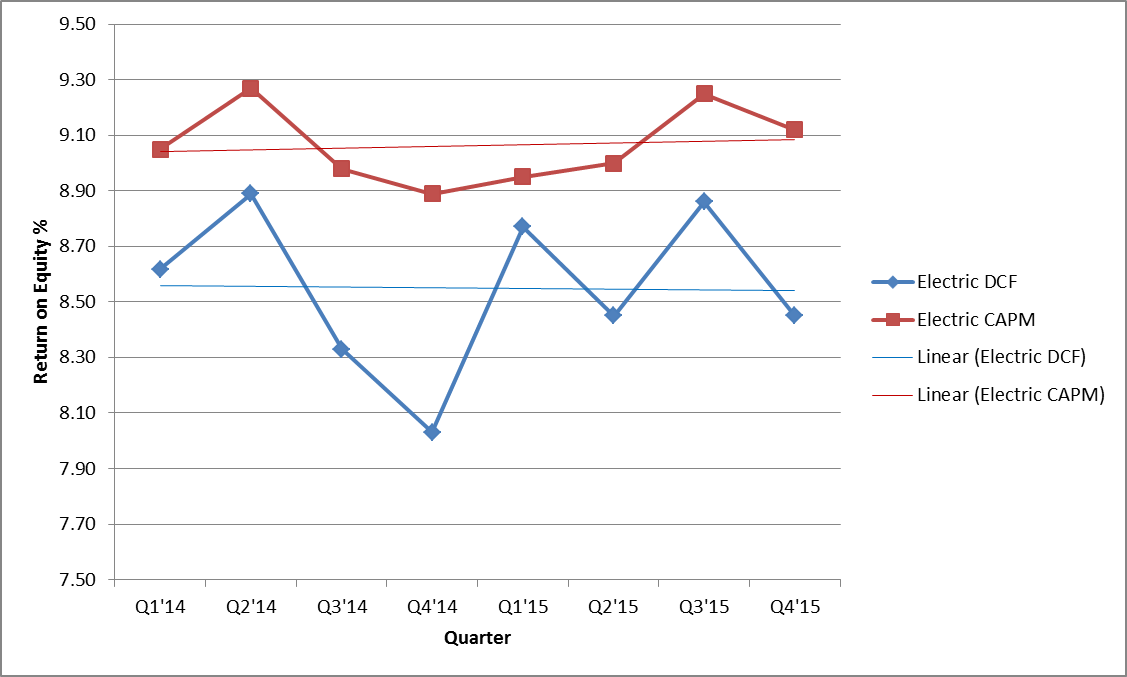 9.50
9.30
9.10
8.90
8.70
8.50
8.30
8.10
7.90
7.70
7.50
Return on Equity %
Q1'14 Q2'14 Q3'14 Q4'14 Q1'15 Q2'15 Q3'15 Q4'15
Quarter
Electric DCF
Electric CAPM
Linear (Electric DCF)
Linear (Electric CAPM)